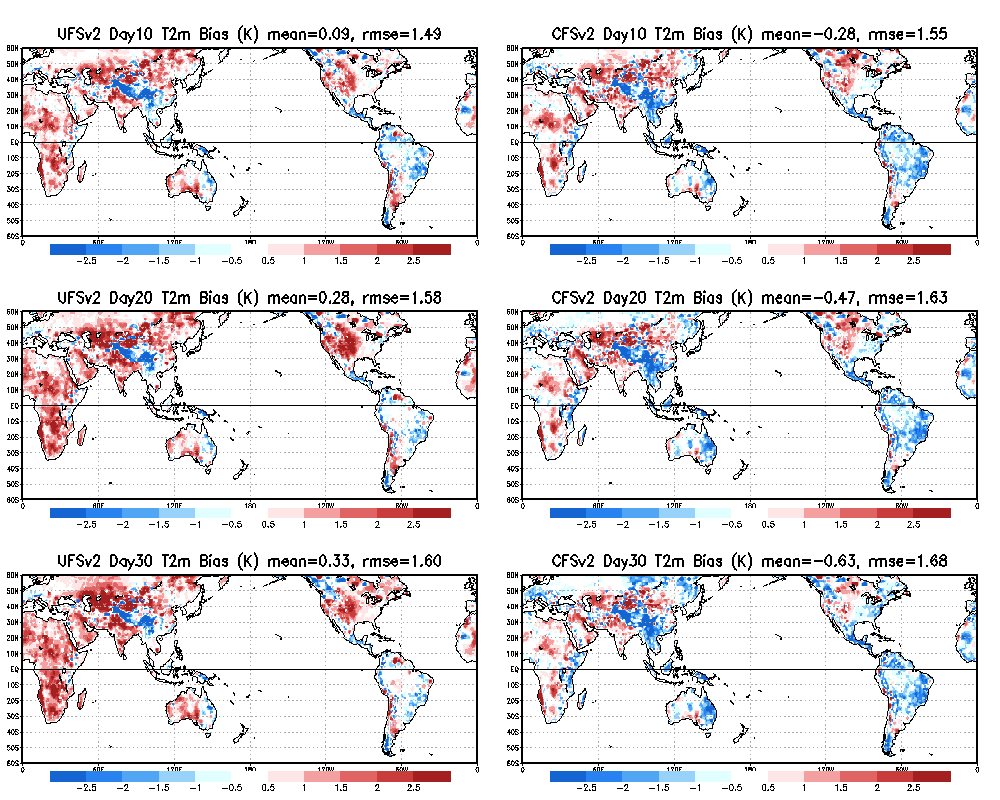 UFSv2 Day10 T2m Bias (K) mean=0.09, rmse=1.49
60N
50N
40N
30N
20N
10N
EQ
10S
20S
30S
40S
50S
60S
0 60E 120E 180 120W 60W 0
-2.5 -2 -1.5 -1 -0.5 0.5 1 1.5 2 2.5
CFSv2 Day10 T2m Bias (K) mean=-0.28, rmse=1.55
60N
50N
40N
30N
20N
10N
EQ
10S
20S
30S
40S
50S
60S
0 60E 120E 180 120W 60W 0
-2.5 -2 -1.5 -1 -0.5 0.5 1 1.5 2 2.5
UFSv2 Day20 T2m Bias (K) mean=0.28, rmse=1.58
60N
50N
40N
30N
20N
10N
EQ
10S
20S
30S
40S
50S
60S
0 60E 120E 180 120W 60W 0
-2.5 -2 -1.5 -1 -0.5 0.5 1 1.5 2 2.5
CFSv2 Day20 T2m Bias (K) mean=-0.47, rmse=1.63
60N
50N
40N
30N
20N
10N
EQ
10S
20S
30S
40S
50S
60S
0 60E 120E 180 120W 60W 0
-2.5 -2 -1.5 -1 -0.5 0.5 1 1.5 2 2.5
UFSv2 Day30 T2m Bias (K) mean=0.33, rmse=1.60
60N
50N
40N
30N
20N
10N
EQ
10S
20S
30S
40S
50S
60S
0 60E 120E 180 120W 60W 0
-2.5 -2 -1.5 -1 -0.5 0.5 1 1.5 2 2.5
CFSv2 Day30 T2m Bias (K) mean=-0.63, rmse=1.68
60N
50N
40N
30N
20N
10N
EQ
10S
20S
30S
40S
50S
60S
0 60E 120E 180 120W 60W 0
-2.5 -2 -1.5 -1 -0.5 0.5 1 1.5 2 2.5